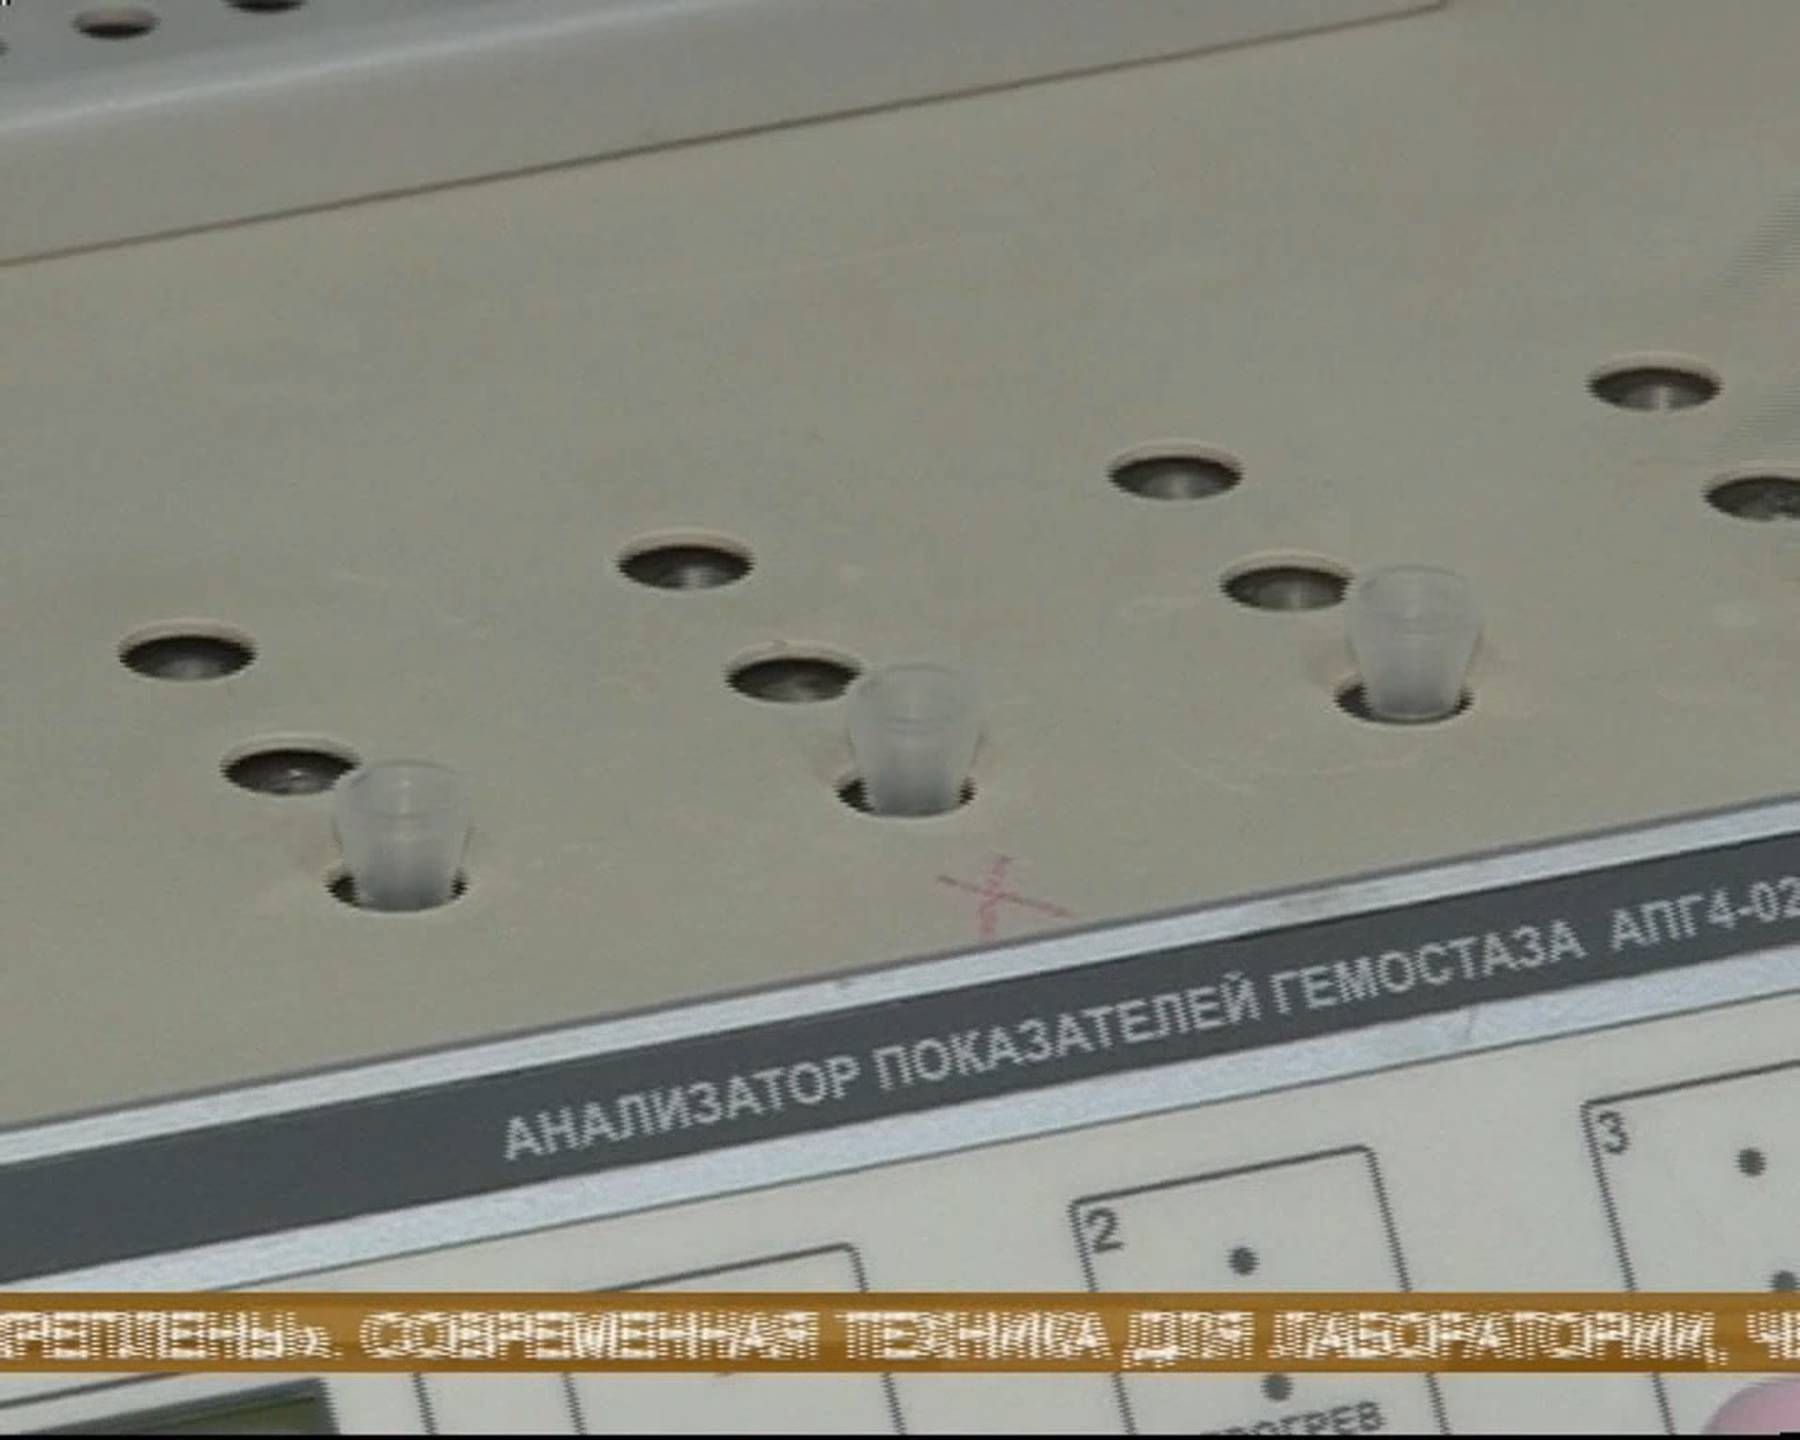 АНАЛИЗАТОР ПОКАЗАТЕЛЕЙ ГЕМОСТАЗА АПГ4-02
3
2
СОВРЕМЕННАЯ ТЕХНИКА ДЛЯ ЛАБОРАТОРИИ,